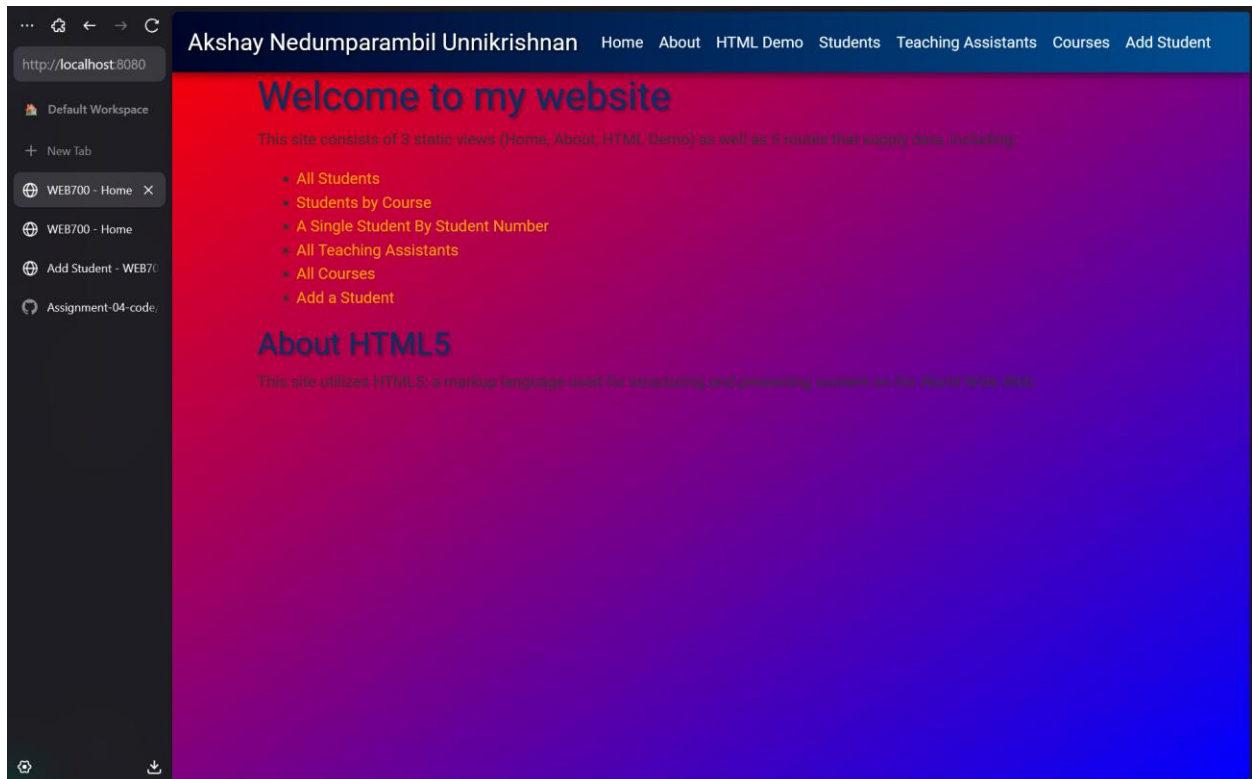 http://localhost:8080
Default Workspace
New Tab
WEB700 - Home
WEB700 - Home
Add Student - WEB70
Assignment-04-code/
Akshay Nedumparambil Unnikrishnan Home About HTML Demo Students Teaching Assistants Courses Add Student
Welcome to my website
This site consists of 3 static views (Home, About, HTML Demo) as well as 5 routes that supply data, including:
All Students
Students by Course
A Single Student By Student Number
All Teaching Assistants
All Courses
Add a Student
About HTML5
This site utilizes HTML5: a markup language used for structuring and presenting content on the World Wide Web.